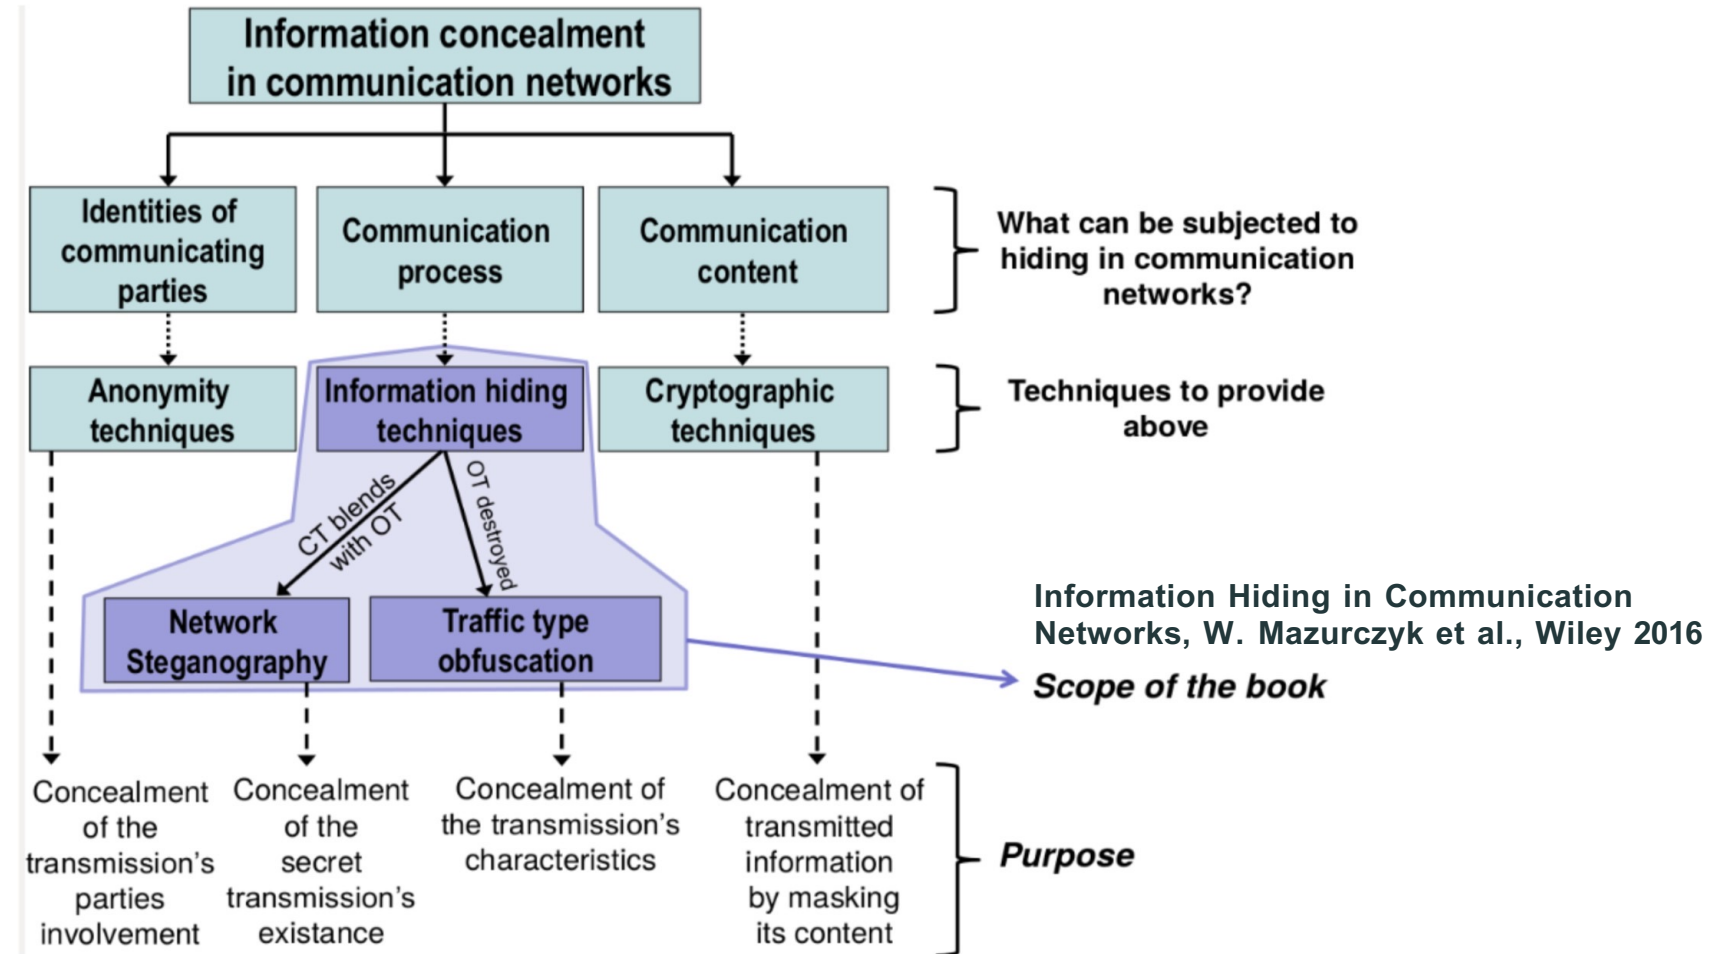 Information concealment
in communication networks
Identities of
communicating
parties
Communication
process
Communication
content
What can be subjected to
hiding in communication
networks?
Anonymity
techniques
Information hiding
techniques
Cryptographic
techniques
Techniques to provide
above
CT blends
with OT
OT destroyed
Network
Steganography
Traffic type
obfuscation
Information Hiding in Communication
Networks, W. Mazurczyk et al., Wiley 2016
Scope of the book
Concealment
of the
transmission's
parties
involvement
Concealment
of the
secret
transmission's
existance
Concealment of
the transmission's
characteristics
Concealment of
transmitted
information
by masking
its content
Purpose